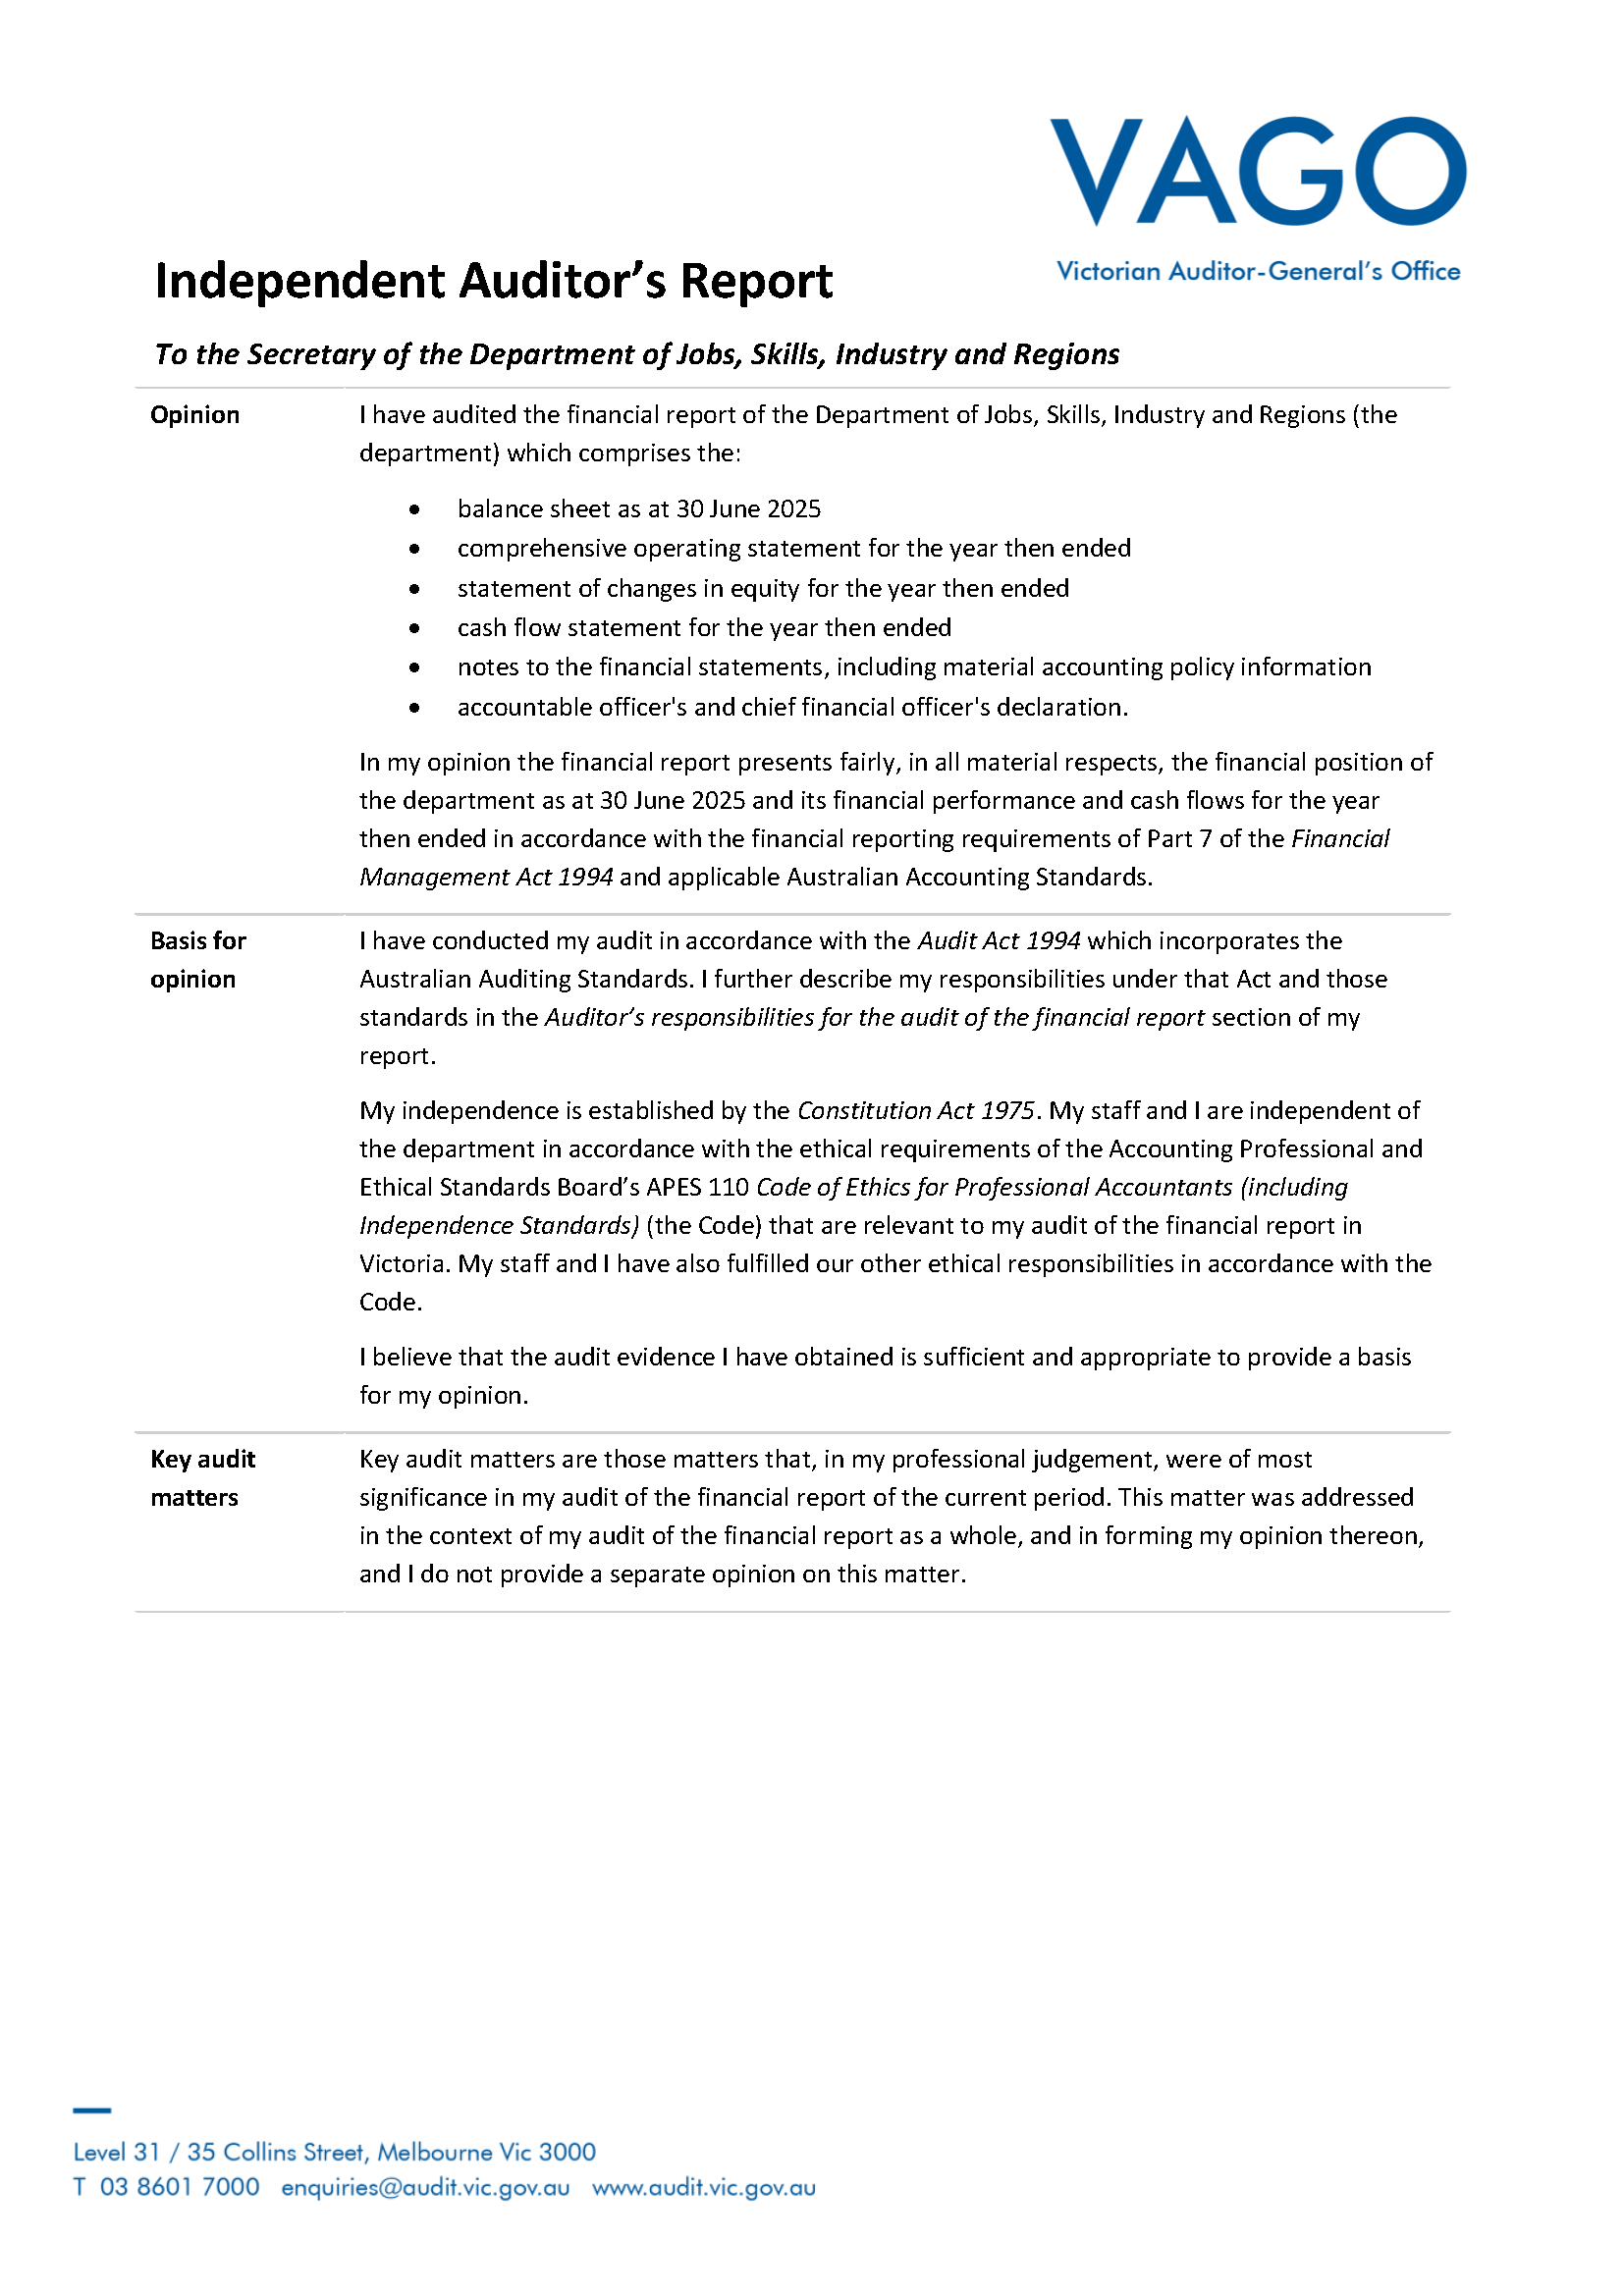 VAGO
Victorian Auditor-General's Office
Independent Auditor’s Report
To the Secretary of the Department of Jobs, Skills, Industry and Regions
Opinion
I have audited the financial report of the Department of Jobs, Skills, Industry and Regions (the
department) which comprises the:
• balance sheet as at 30 June 2025
• comprehensive operating statement for the year then ended
• statement of changes in equity for the year then ended
• cash flow statement for the year then ended
• notes to the financial statements, including material accounting policy information
• accountable officer's and chief financial officer's declaration.
In my opinion the financial report presents fairly, in all material respects, the financial position of
the department as at 30 June 2025 and its financial performance and cash flows for the year
then ended in accordance with the financial reporting requirements of Part 7 of the Financial
Management Act 1994 and applicable Australian Accounting Standards.
Basis for
opinion
I have conducted my audit in accordance with the Audit Act 1994 which incorporates the
Australian Auditing Standards. I further describe my responsibilities under that Act and those
standards in the Auditor’s responsibilities for the audit of the financial report section of my
report.
My independence is established by the Constitution Act 1975. My staff and I are independent of
the department in accordance with the ethical requirements of the Accounting Professional and
Ethical Standards Board’s APES 110 Code of Ethics for Professional Accountants (including
Independence Standards) (the Code) that are relevant to my audit of the financial report in
Victoria. My staff and I have also fulfilled our other ethical responsibilities in accordance with the
Code.
I believe that the audit evidence I have obtained is sufficient and appropriate to provide a basis
for my opinion.
Key audit
matters
Key audit matters are those matters that, in my professional judgement, were of most
significance in my audit of the financial report of the current period. This matter was addressed
in the context of my audit of the financial report as a whole, and in forming my opinion thereon,
and I do not provide a separate opinion on this matter.
Level 31 / 35 Collins Street, Melbourne Vic 3000
T 03 8601 7000 enquiries@audit.vic.gov.au www.audit.vic.gov.au